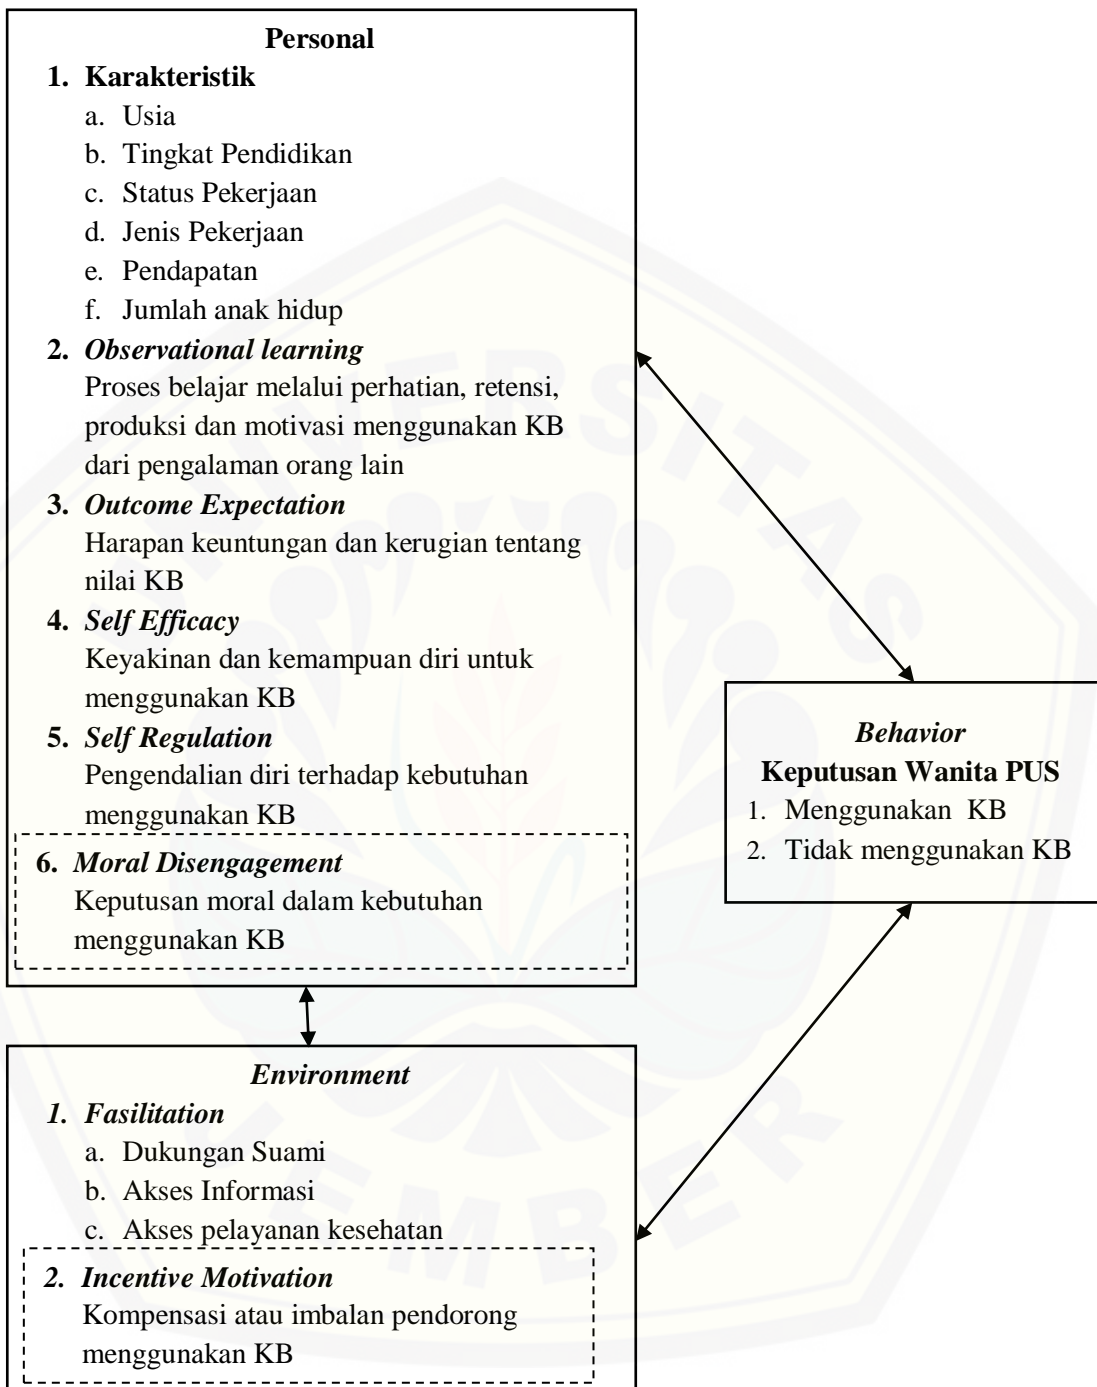 Personal
1. Karakteristik
a. Usia
b. Tingkat Pendidikan
c. Status Pekerjaan
d. Jenis Pekerjaan
e. Pendapatan
f. Jumlah anak hidup
2. Observational learning
Proses belajar melalui perhatian, retensi,
produksi dan motivasi menggunakan KB
dari pengalaman orang lain
3. Outcome Expectation
Harapan keuntungan dan kerugian tentang
nilai KB
4. Self Efficacy
Keyakinan dan kemampuan diri untuk
menggunakan KB
5. Self Regulation
Pengendalian diri terhadap kebutuhan
menggunakan KB
6. Moral Disengagement
Keputusan moral dalam kebutuhan
menggunakan KB
Behavior
Keputusan Wanita PUS
1. Menggunakan KB
2. Tidak menggunakan KB
Environment
1. Fasilitation
a. Dukungan Suami
b. Akses Informasi
c. Akses pelayanan kesehatan
2. Incentive Motivation
Kompensasi atau imbalan pendorong
menggunakan KB
UNIVERSITAS
JEMBER